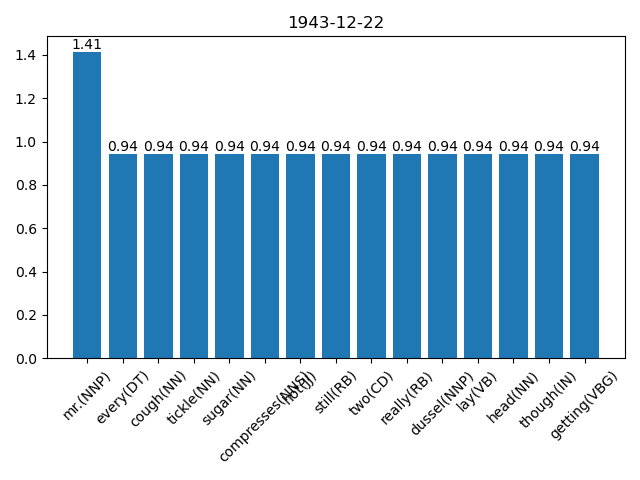 1943-12-22
1.41
0.94 0.94 0.94 0.94 0.94 0.94 0.94 0.94 0.94 0.94 0.94 0.94 0.94 0.94
1.4
1.2
1.0
0.8
0.6
0.4
0.2
0.0
mr.(NNP)
every(DT)
cough(NN)
tickle(NN)
sugar(NN)
compresses(NNS)
hot(JJ)
still(RB)
two(CD)
really(RB)
dussel(NNP)
lay(VB)
head(NN)
though(IN)
getting(VBG)